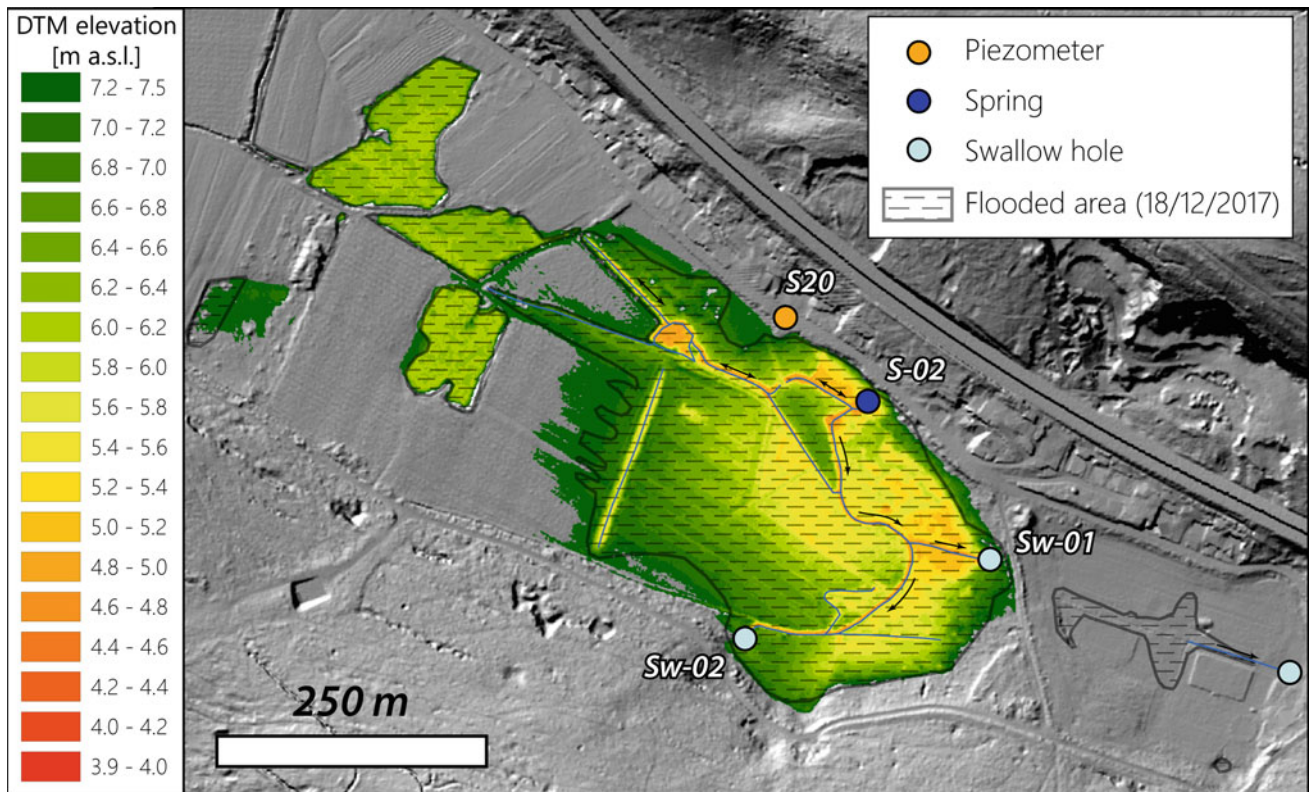 DTM elevation
[m a.s.l.]
7.2 - 7.5
7.0 - 7.2
6.8 - 7.0
6.6 - 6.8
6.4 - 6.6
6.2 - 6.4
6.0 - 6.2
5.8 - 6.0
5.6 - 5.8
5.4 - 5.6
5.2 - 5.4
5.0 - 5.2
4.8 - 5.0
4.6 - 4.8
4.4 - 4.6
4.2 - 4.4
4.0 - 4.2
3.9 - 4.0
Piezometer
Spring
Swallow hole
Flooded area (18/12/2017)
S20
S-02
Sw-01
Sw-02
250 m